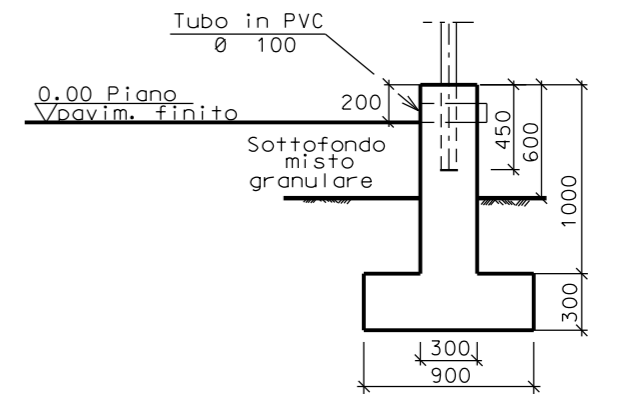 Tubo in PVC
Ø 100
0.00 Piano
pavim. finito
200
Sottofondo
misto
granulare
450
600
1000
300
300
900